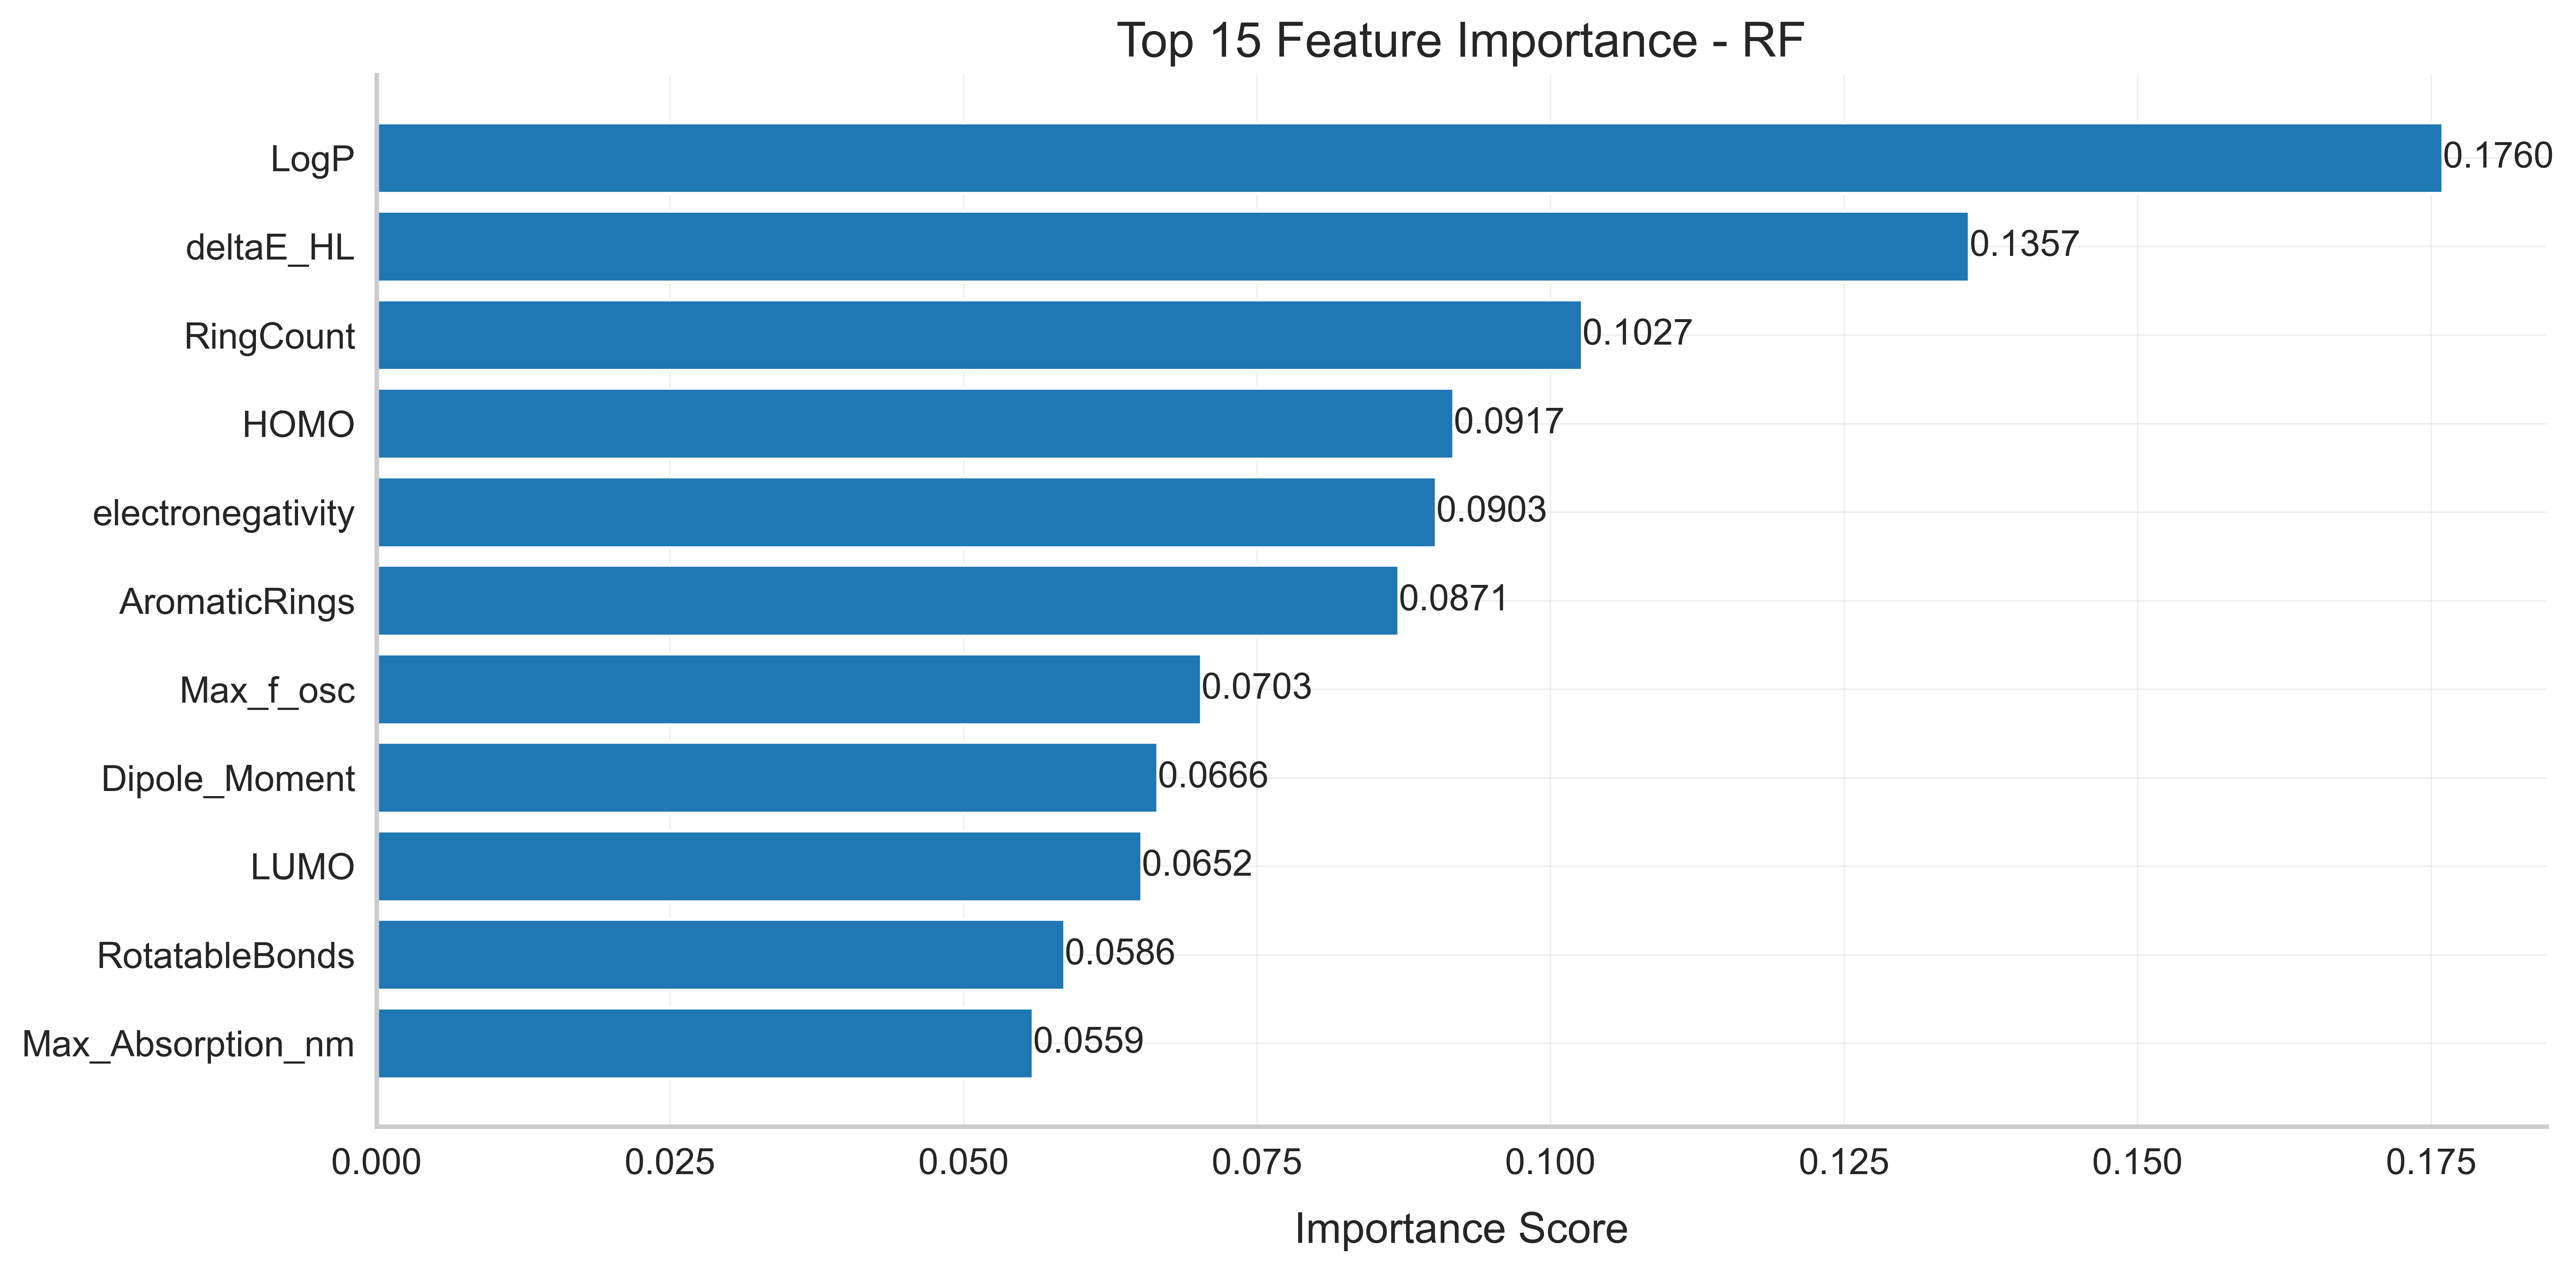 Top 15 Feature Importance - RF
LogP 0.1760
deltaE_HL 0.1357
RingCount 0.1027
HOMO 0.0917
electronegativity 0.0903
AromaticRings 0.0871
Max_f_osc 0.0703
Dipole_Moment 0.0666
LUMO 0.0652
RotatableBonds 0.0586
Max_Absorption_nm 0.0559
0.000 0.025 0.050 0.075 0.100 0.125 0.150 0.175
Importance Score